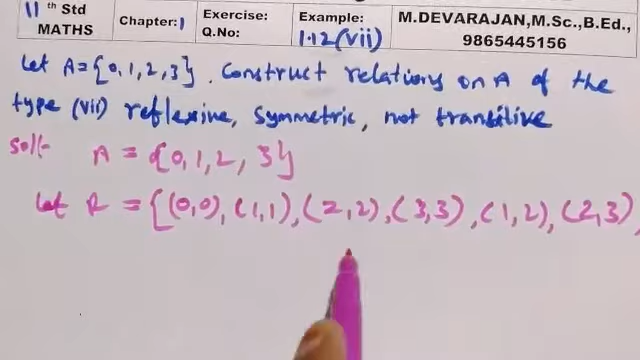 11 th Std
MATHS
Chapter:1
Exercise:
Q.No:
Example:
1.12(vii)
M.DEVARAJAN,M.Sc.,B.Ed.,
9865445156
Let A={0,1,2,3}. Construct relations on A of the
type (vii) reflexive, symmetric, not transitive
Soln:- A = {0,1,2,3}
Let R = {(0,0),(1,1),(2,2),(3,3),(1,2),(2,3),